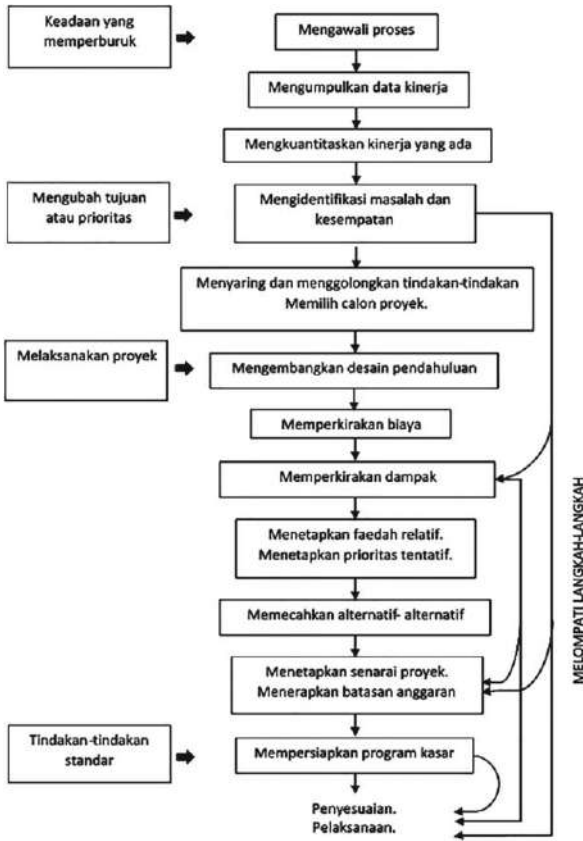 Keadaan yang
memperburuk
Mengawali proses
Mengumpulkan data kinerja
Mengkuantitaskan kinerja yang ada
Mengubah tujuan
atau prioritas
Mengidentifikasi masalah dan
kesempatan
Menyaring dan menggolongkan tindakan-tindakan
Memilih calon proyek.
Melaksanakan proyek
Mengembangkan desain pendahuluan
Memperkirakan biaya
Memperkirakan dampak
Menetapkan faedah relatif.
Menetapkan prioritas tentatif.
Memecahkan alternatif- alternatif
Menetapkan senarai proyek.
Menerapkan batasan anggaran
Tindakan-tindakan
standar
Mempersiapkan program kasar
Penyesuaian.
Pelaksanaan.
MELOMPATI LANGKAH-LANGKAH